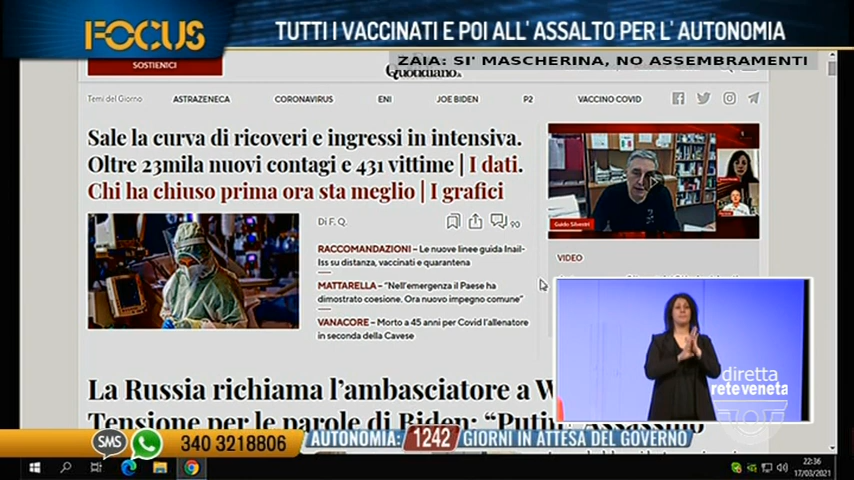 FOCUS
TUTTI I VACCINATI E POI ALL' ASSALTO PER L' AUTONOMIA
ZAIA: SI' MASCHERINA, NO ASSEMBRAMENTI
SOSTIENICI
Quotidiano.it
Temi del Giorno ASTRAZENECA CORONAVIRUS ENI JOE BIDEN P2 VACCINO COVID
Sale la curva di ricoveri e ingressi in intensiva.
Oltre 23mila nuovi contagi e 431 vittime | I dati.
Chi ha chiuso prima ora sta meglio | I grafici
Di F. Q.
90
RACCOMANDAZIONI – Le nuove linee guida Inail-
Iss su distanza, vaccinati e quarantena
MATTARELLA – “Nell'emergenza il Paese ha
dimostrato coesione. Ora nuovo impegno comune”
VANACORE – Morto a 45 anni per Covid l'allenatore
in seconda della Cavese
Guido Silvestri
VIDEO
La Russia richiama l'ambasciatore a W
Tensione per le parole di Biden: “Putin? Assassino
diretta
reteveneta
SMS 340 3218806
AUTONOMIA: 1242 GIORNI IN ATTESA DEL GOVERNO
22:36
17/03/2021